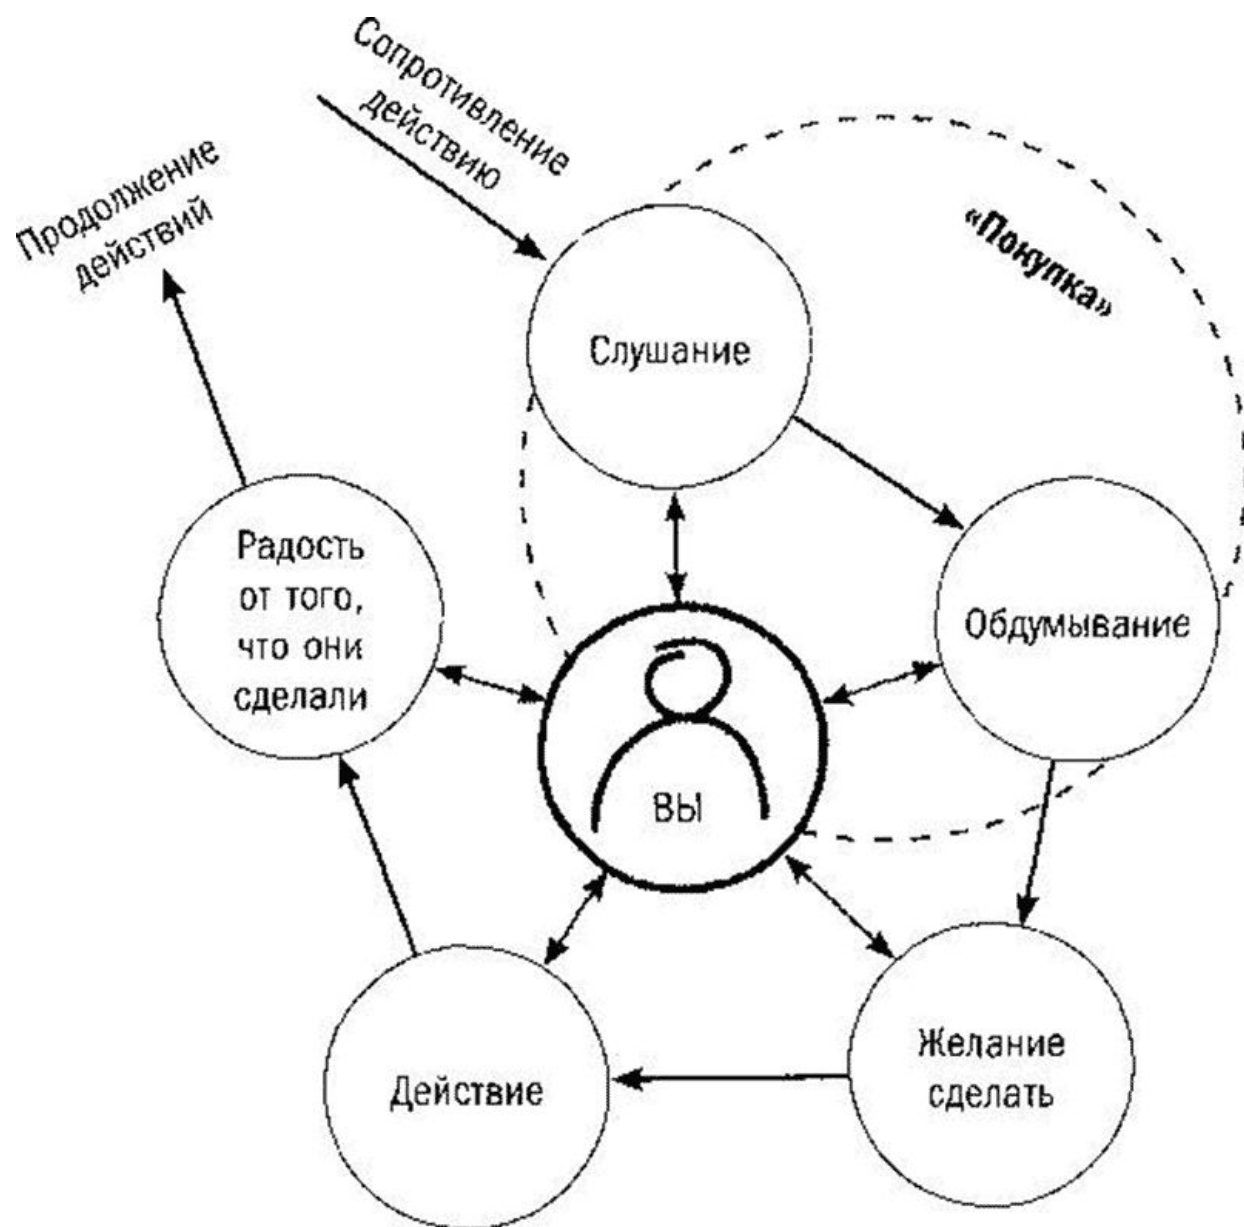 Сопротивление
действию
Продолжение
действий
«Покупка»
Слушание
Обдумывание
Радость
от того,
что они
сделали
ВЫ
Желание
сделать
Действие